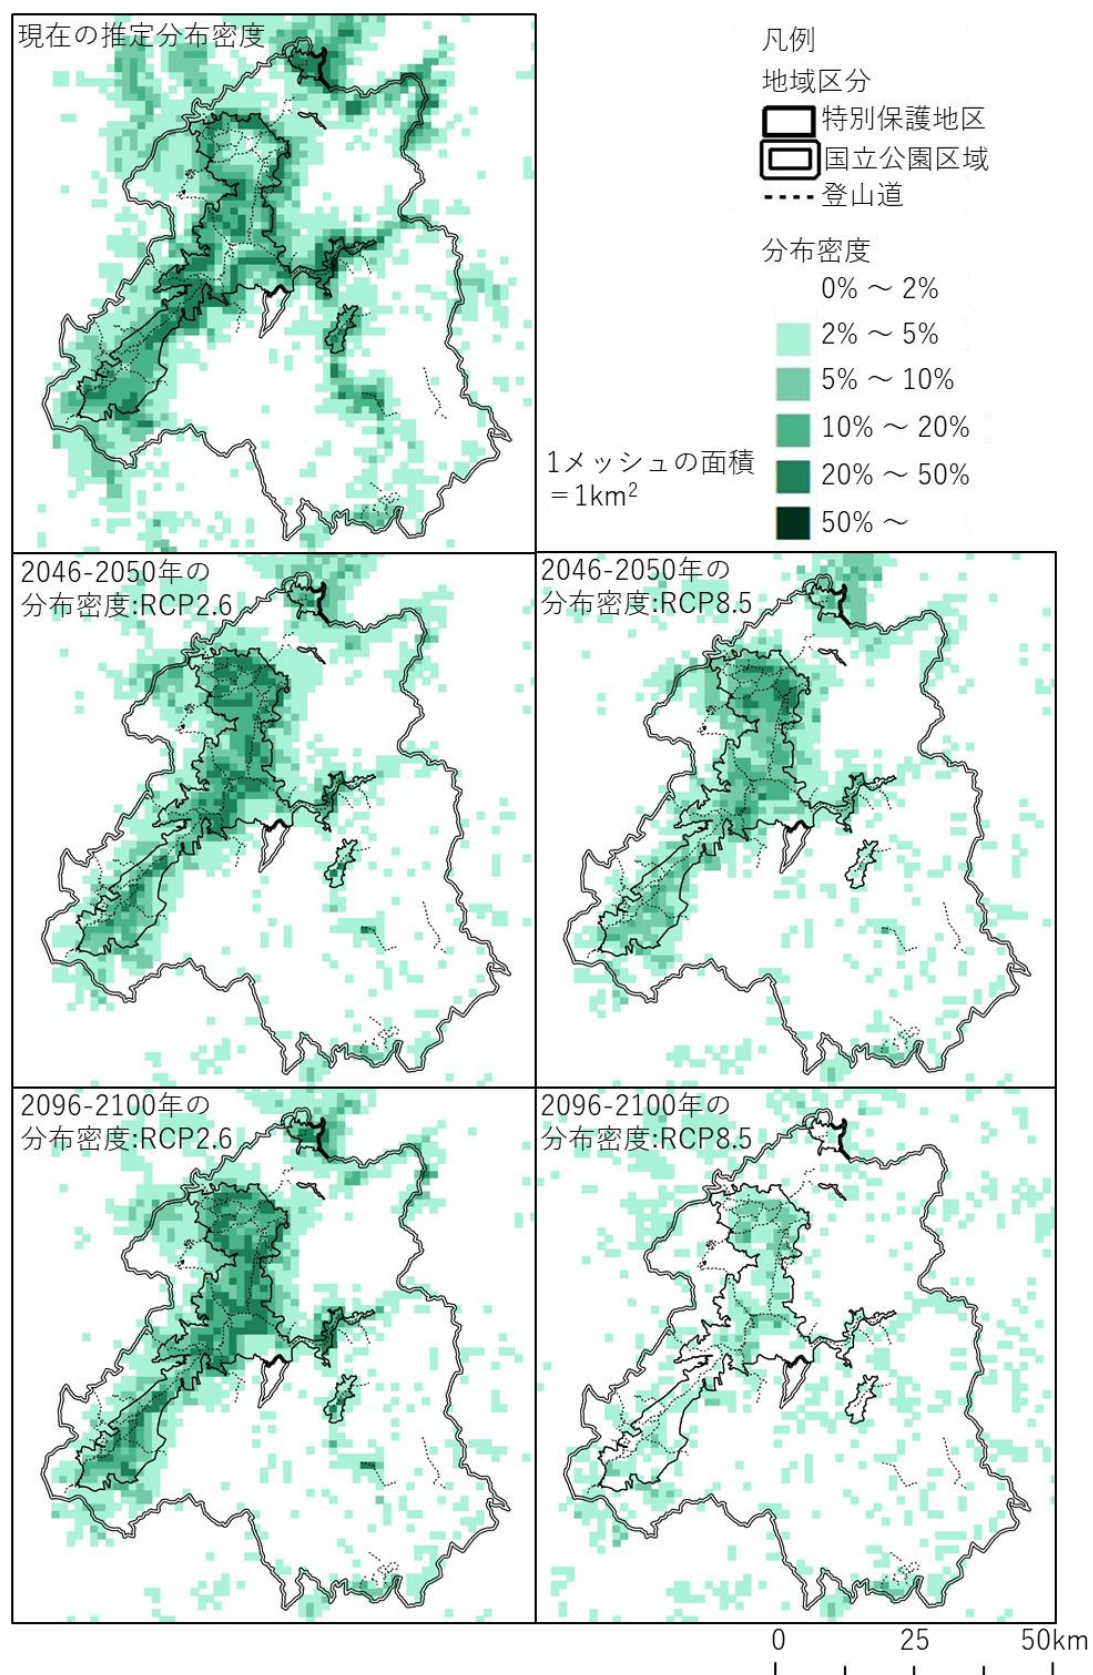 現在の推定分布密度
凡例
地域区分
特別保護地区
国立公園区域
登山道
分布密度
0% ～ 2%
2% ～ 5%
5% ～ 10%
10% ～ 20%
20% ～ 50%
50% ～
1メッシュの面積
＝1km²
2046-2050年の
分布密度:RCP2.6
2046-2050年の
分布密度:RCP8.5
2096-2100年の
分布密度:RCP2.6
2096-2100年の
分布密度:RCP8.5
0 25 50km